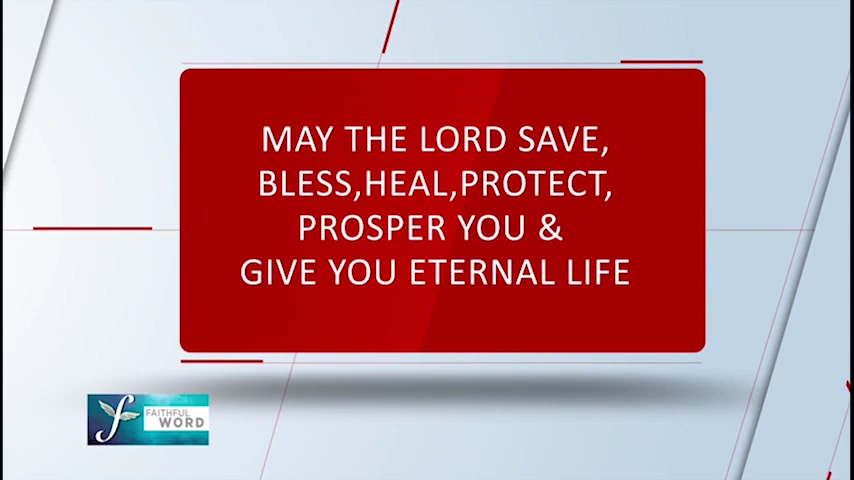 MAY THE LORD SAVE,
BLESS,HEAL,PROTECT,
PROSPER YOU &
GIVE YOU ETERNAL LIFE
FAITHFUL
WORD